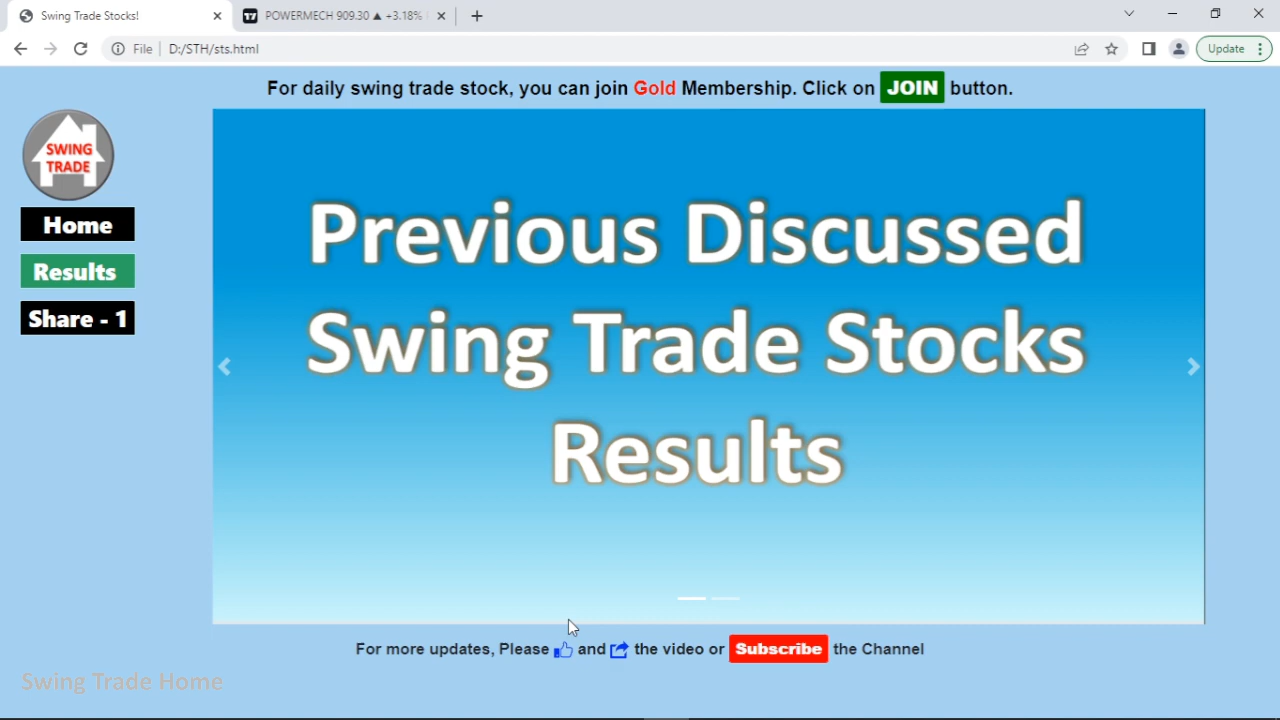 Swing Trade Stocks!
POWERMECH 909.30 ▲ +3.18%
File D:/STH/sts.html
Update
For daily swing trade stock, you can join Gold Membership. Click on JOIN button.
SWING
TRADE
Home
Results
Share - 1
Previous Discussed
Swing Trade Stocks
Results
For more updates, Please and the video or Subscribe the Channel
Swing Trade Home